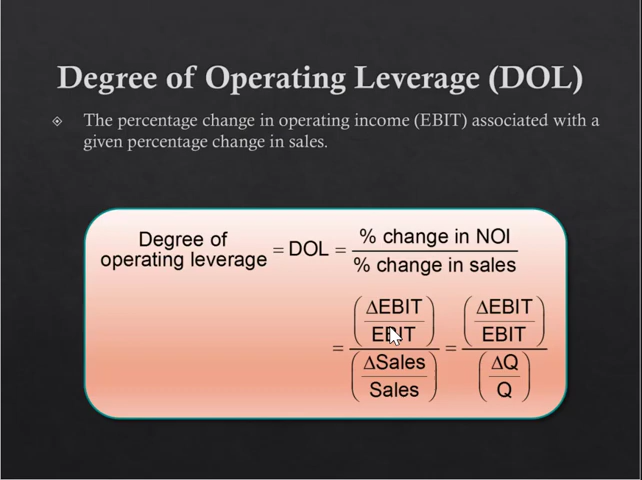 Degree of Operating Leverage (DOL)
The percentage change in operating income (EBIT) associated with a
given percentage change in sales.
Degree of operating leverage = DOL = % change in NOI / % change in sales
= (ΔEBIT / EBIT) / (ΔSales / Sales) = (ΔEBIT / EBIT) / (ΔQ / Q)